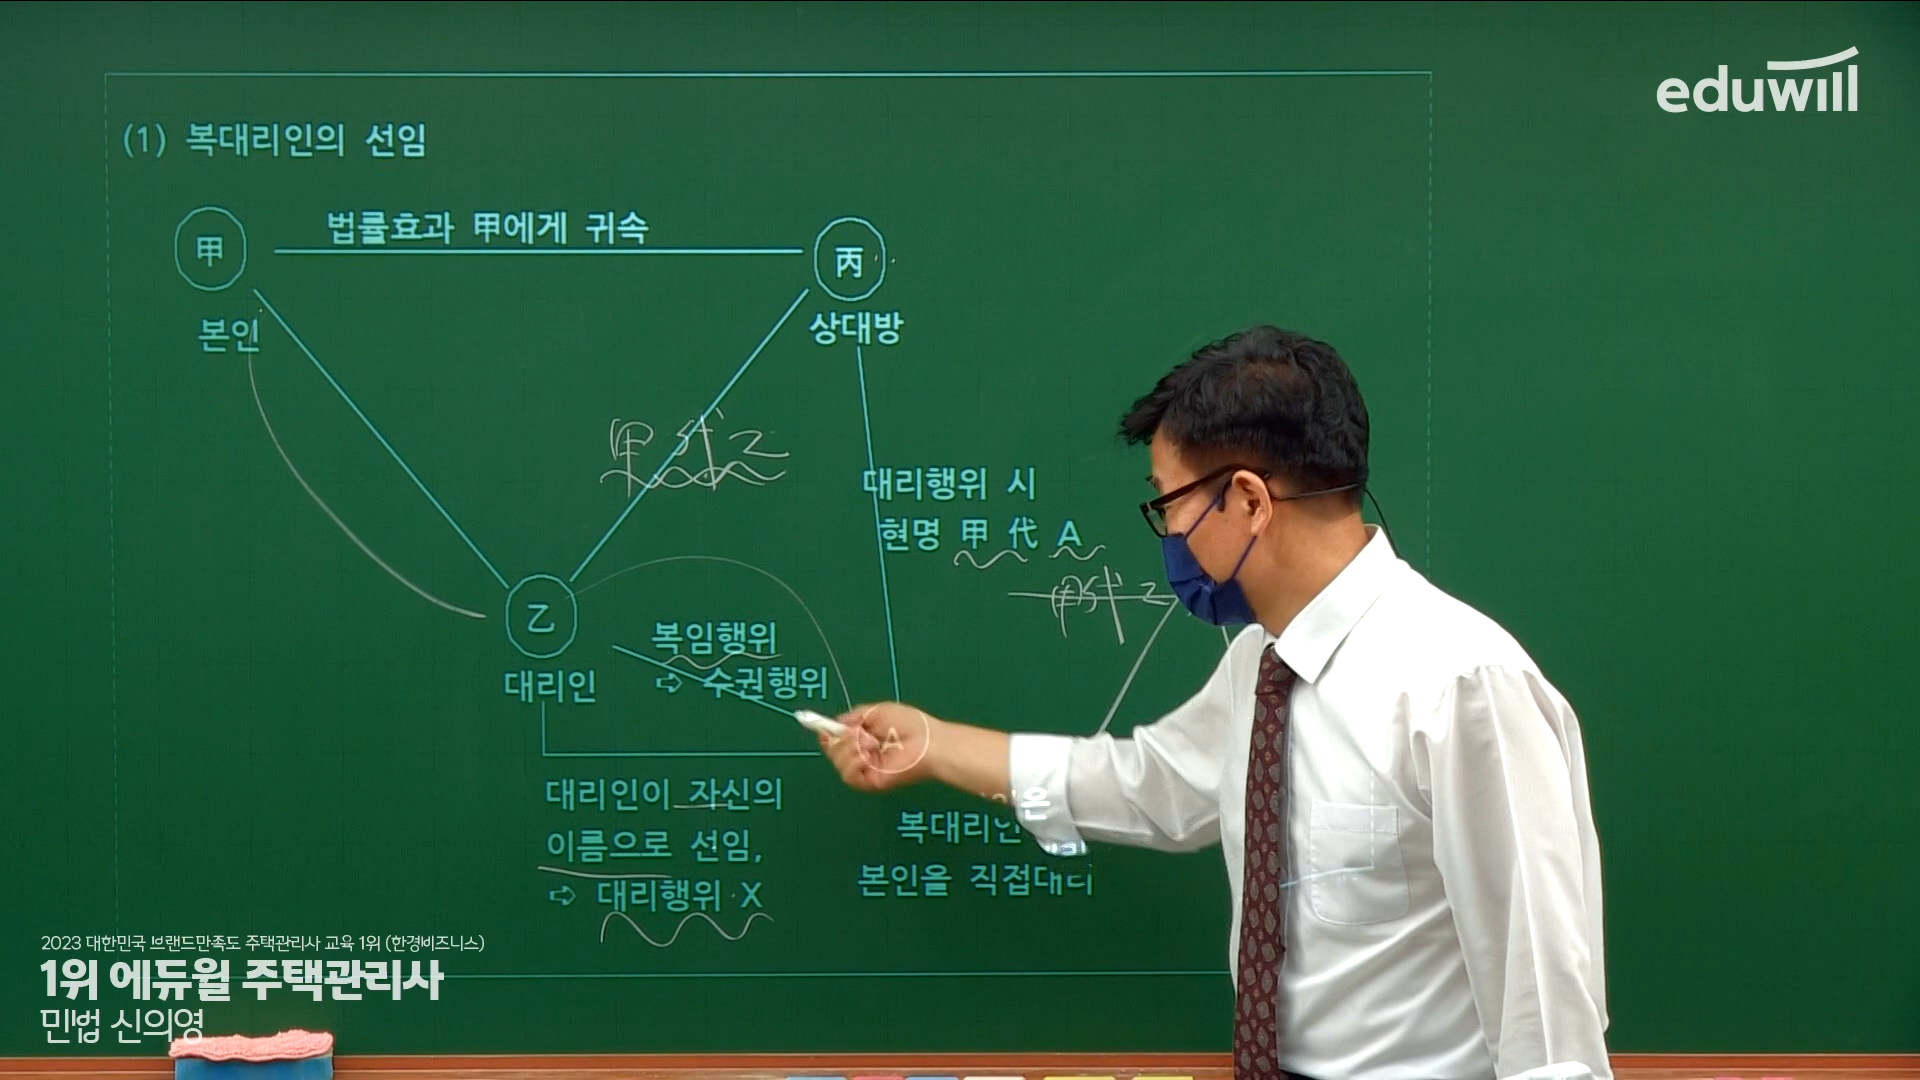 eduwill
(1) 복대리인의 선임
법률효과 甲에게 귀속
甲
丙
본인
상대방
甲 代 乙
대리행위 시
현명 甲 代 A
甲 代 乙
乙
복임행위
⇨ 수권행위
대리인
A
대리인이 자신의
이름으로 선임,
⇨ 대리행위 X
은
복대리인
본인을 직접대리
2023 대한민국 브랜드만족도 주택관리사 교육 1위 (한경비즈니스)
1위 에듀윌 주택관리사
민법 신의영